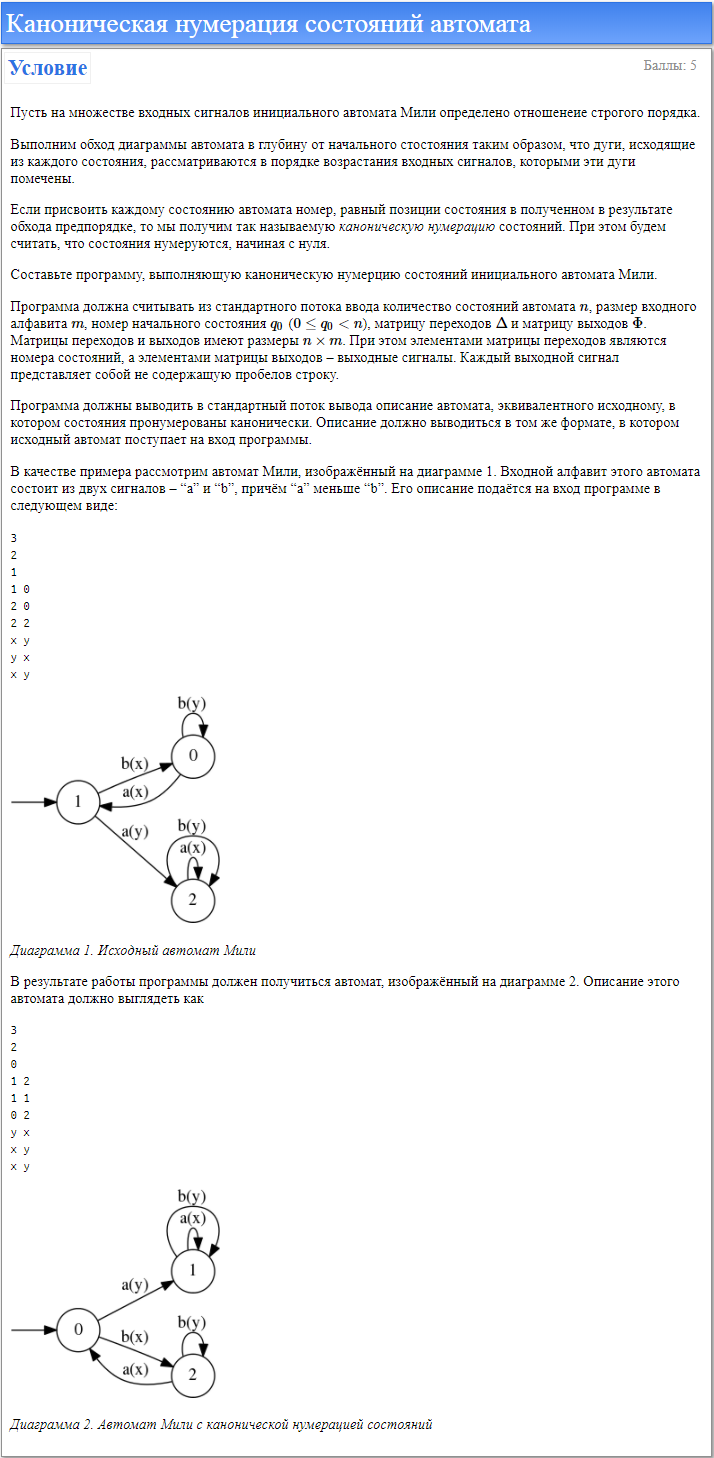 Каноническая нумерация состояний автомата
Условие
Баллы: 5
Пусть на множестве входных сигналов инициального автомата Мили определено отношенеие строгого порядка.
Выполним обход диаграммы автомата в глубину от начального стостояния таким образом, что дуги, исходящие
из каждого состояния, рассматриваются в порядке возрастания входных сигналов, которыми эти дуги
помечены.
Если присвоить каждому состоянию автомата номер, равный позиции состояния в полученном в результате
обхода предпорядке, то мы получим так называемую каноническую нумерацию состояний. При этом будем
считать, что состояния нумеруются, начиная с нуля.
Составьте программу, выполняющую каноническую нумерцию состояний инициального автомата Мили.
Программа должна считывать из стандартного потока ввода количество состояний автомата n, размер входного
алфавита m, номер начального состояния q₀ (0 ≤ q₀ < n), матрицу переходов Δ и матрицу выходов Φ.
Матрицы переходов и выходов имеют размеры n × m. При этом элементами матрицы переходов являются
номера состояний, а элементами матрицы выходов – выходные сигналы. Каждый выходной сигнал
представляет собой не содержащую пробелов строку.
Программа должны выводить в стандартный поток вывода описание автомата, эквивалентного исходному, в
котором состояния пронумерованы канонически. Описание должно выводиться в том же формате, в котором
исходный автомат поступает на вход программы.
В качестве примера рассмотрим автомат Мили, изображённый на диаграмме 1. Входной алфавит этого автомата
состоит из двух сигналов – “a” и “b”, причём “a” меньше “b”. Его описание подаётся на вход программе в
следующем виде:
3
2
1
1 0
2 0
2 2
x y
y x
x y
b(y)
0
b(x)
a(x)
1
a(y)
b(y)
a(x)
2
Диаграмма 1. Исходный автомат Мили
В результате работы программы должен получиться автомат, изображённый на диаграмме 2. Описание этого
автомата должно выглядеть как
3
2
0
1 2
1 1
0 2
y x
x y
x y
b(y)
a(x)
1
a(y)
0
b(x)
b(y)
a(x)
2
Диаграмма 2. Автомат Мили с канонической нумерацией состояний